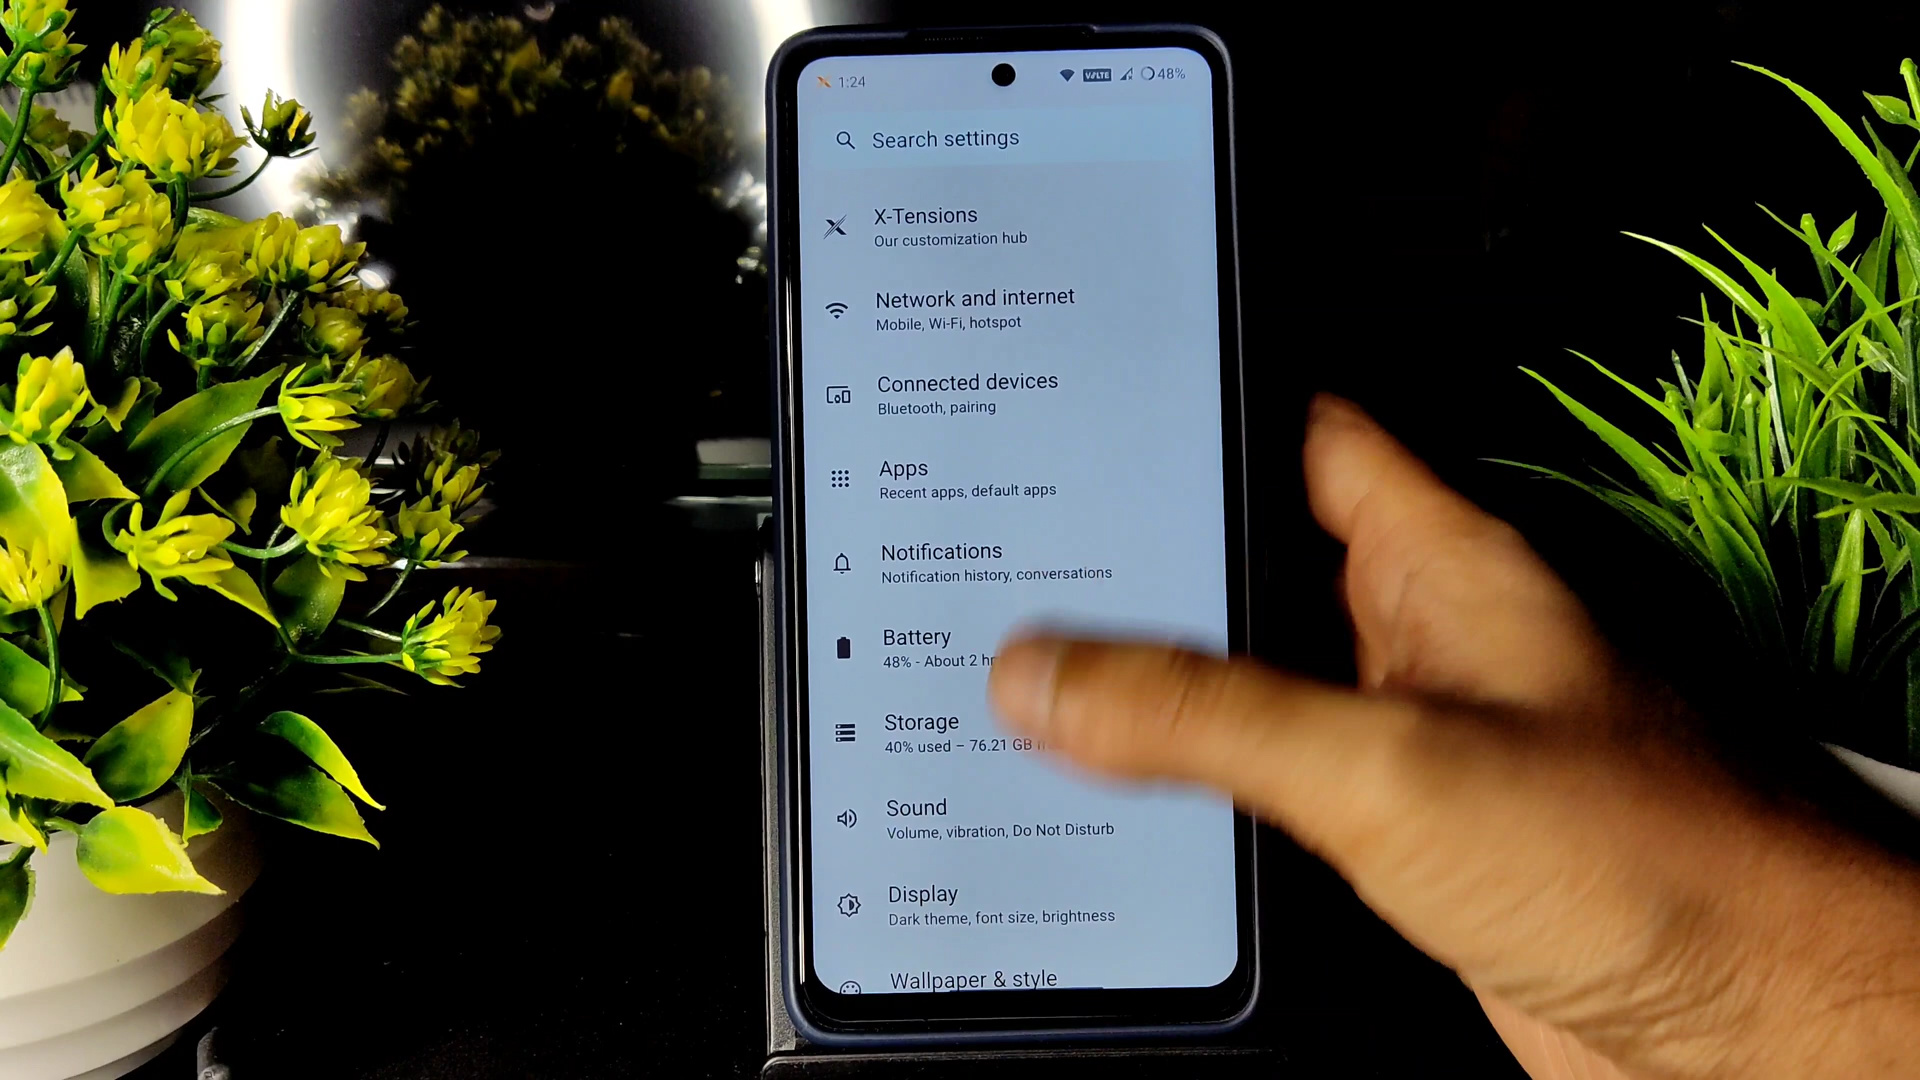 1:24
VoLTE
48%
Search settings
X-Tensions
Our customization hub
Network and internet
Mobile, Wi-Fi, hotspot
Connected devices
Bluetooth, pairing
Apps
Recent apps, default apps
Notifications
Notification history, conversations
Battery
48% - About 2 hr
Storage
40% used – 76.21 GB
Sound
Volume, vibration, Do Not Disturb
Display
Dark theme, font size, brightness
Wallpaper & style